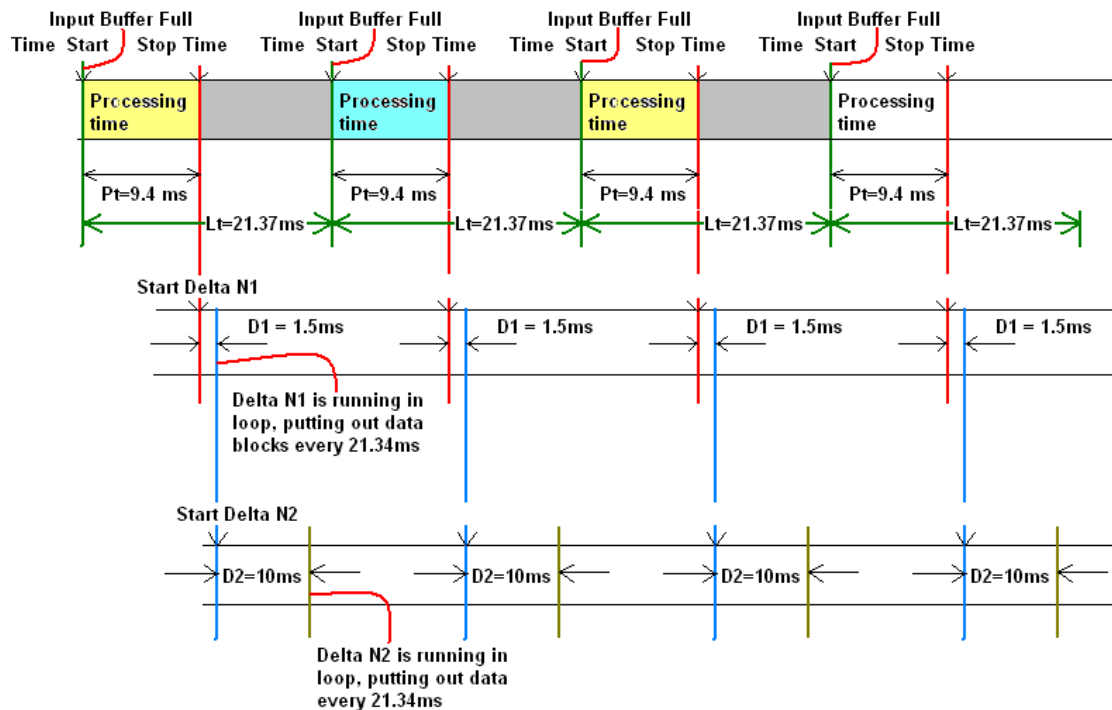 Input Buffer Full Input Buffer Full Input Buffer Full Input Buffer Full
Time Start Stop Time Time Start Stop Time Time Start Stop Time Time Start Stop Time
Processing time Processing time Processing time Processing time
Pt=9.4 ms Pt=9.4 ms Pt=9.4 ms Pt=9.4 ms
Lt=21.37ms Lt=21.37ms Lt=21.37ms Lt=21.37ms
Start Delta N1
D1 = 1.5ms D1 = 1.5ms D1 = 1.5ms D1 = 1.5ms
Delta N1 is running in
loop, putting out data
blocks every 21.34ms
Start Delta N2
D2=10ms D2=10ms D2=10ms D2=10ms
Delta N2 is running in
loop, putting out data
every 21.34ms